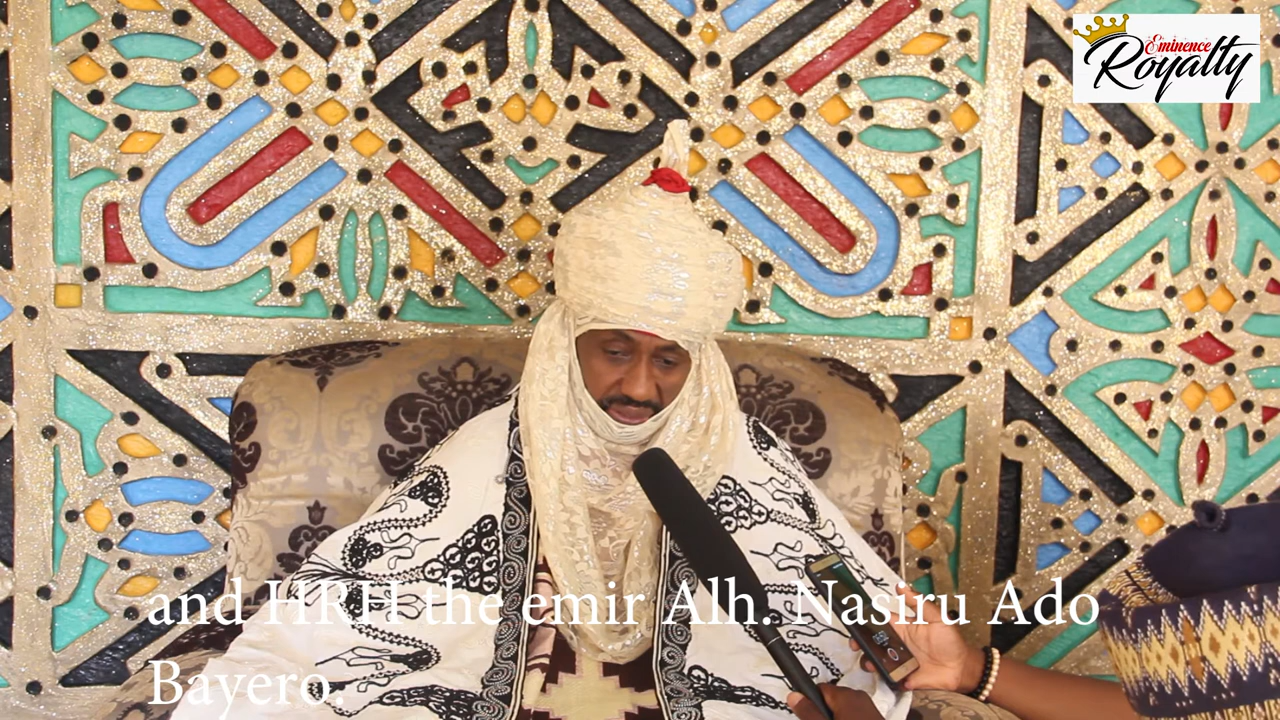 Eminence
Royalty
and HRH the emir Alh. Nasiru Ado
Bayero.